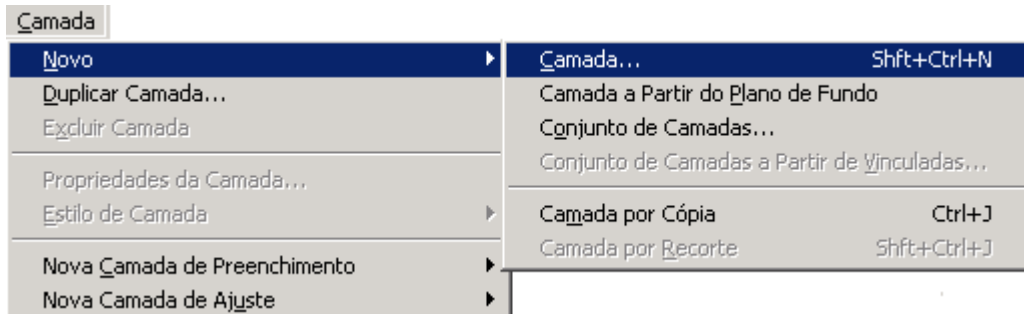 Camada
Novo
Duplicar Camada...
Excluir Camada
Propriedades da Camada...
Estilo de Camada
Nova Camada de Preenchimento
Nova Camada de Ajuste
Camada... Shft+Ctrl+N
Camada a Partir do Plano de Fundo
Conjunto de Camadas...
Conjunto de Camadas a Partir de Vinculadas...
Camada por Cópia Ctrl+J
Camada por Recorte Shft+Ctrl+J